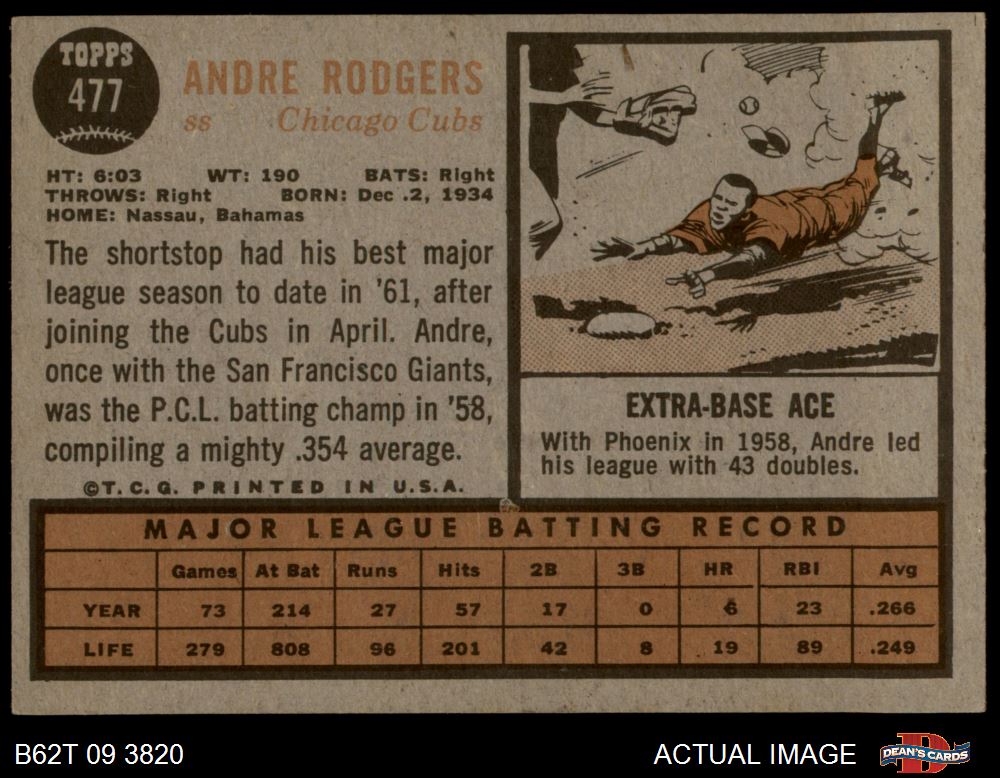 TOPPS
477
ANDRE RODGERS
ss Chicago Cubs
HT: 6:03 WT: 190 BATS: Right
THROWS: Right BORN: Dec .2, 1934
HOME: Nassau, Bahamas
The shortstop had his best major
league season to date in '61, after
joining the Cubs in April. Andre,
once with the San Francisco Giants,
was the P.C.L. batting champ in '58,
compiling a mighty .354 average.
©T.C.G. PRINTED IN U.S.A.
EXTRA-BASE ACE
With Phoenix in 1958, Andre led
his league with 43 doubles.
MAJOR LEAGUE BATTING RECORD
Games At Bat Runs Hits 2B 3B HR RBI Avg
YEAR 73 214 27 57 17 0 6 23 .266
LIFE 279 808 96 201 42 8 19 89 .249
B62T 09 3820
ACTUAL IMAGE
DEAN'S CARDS